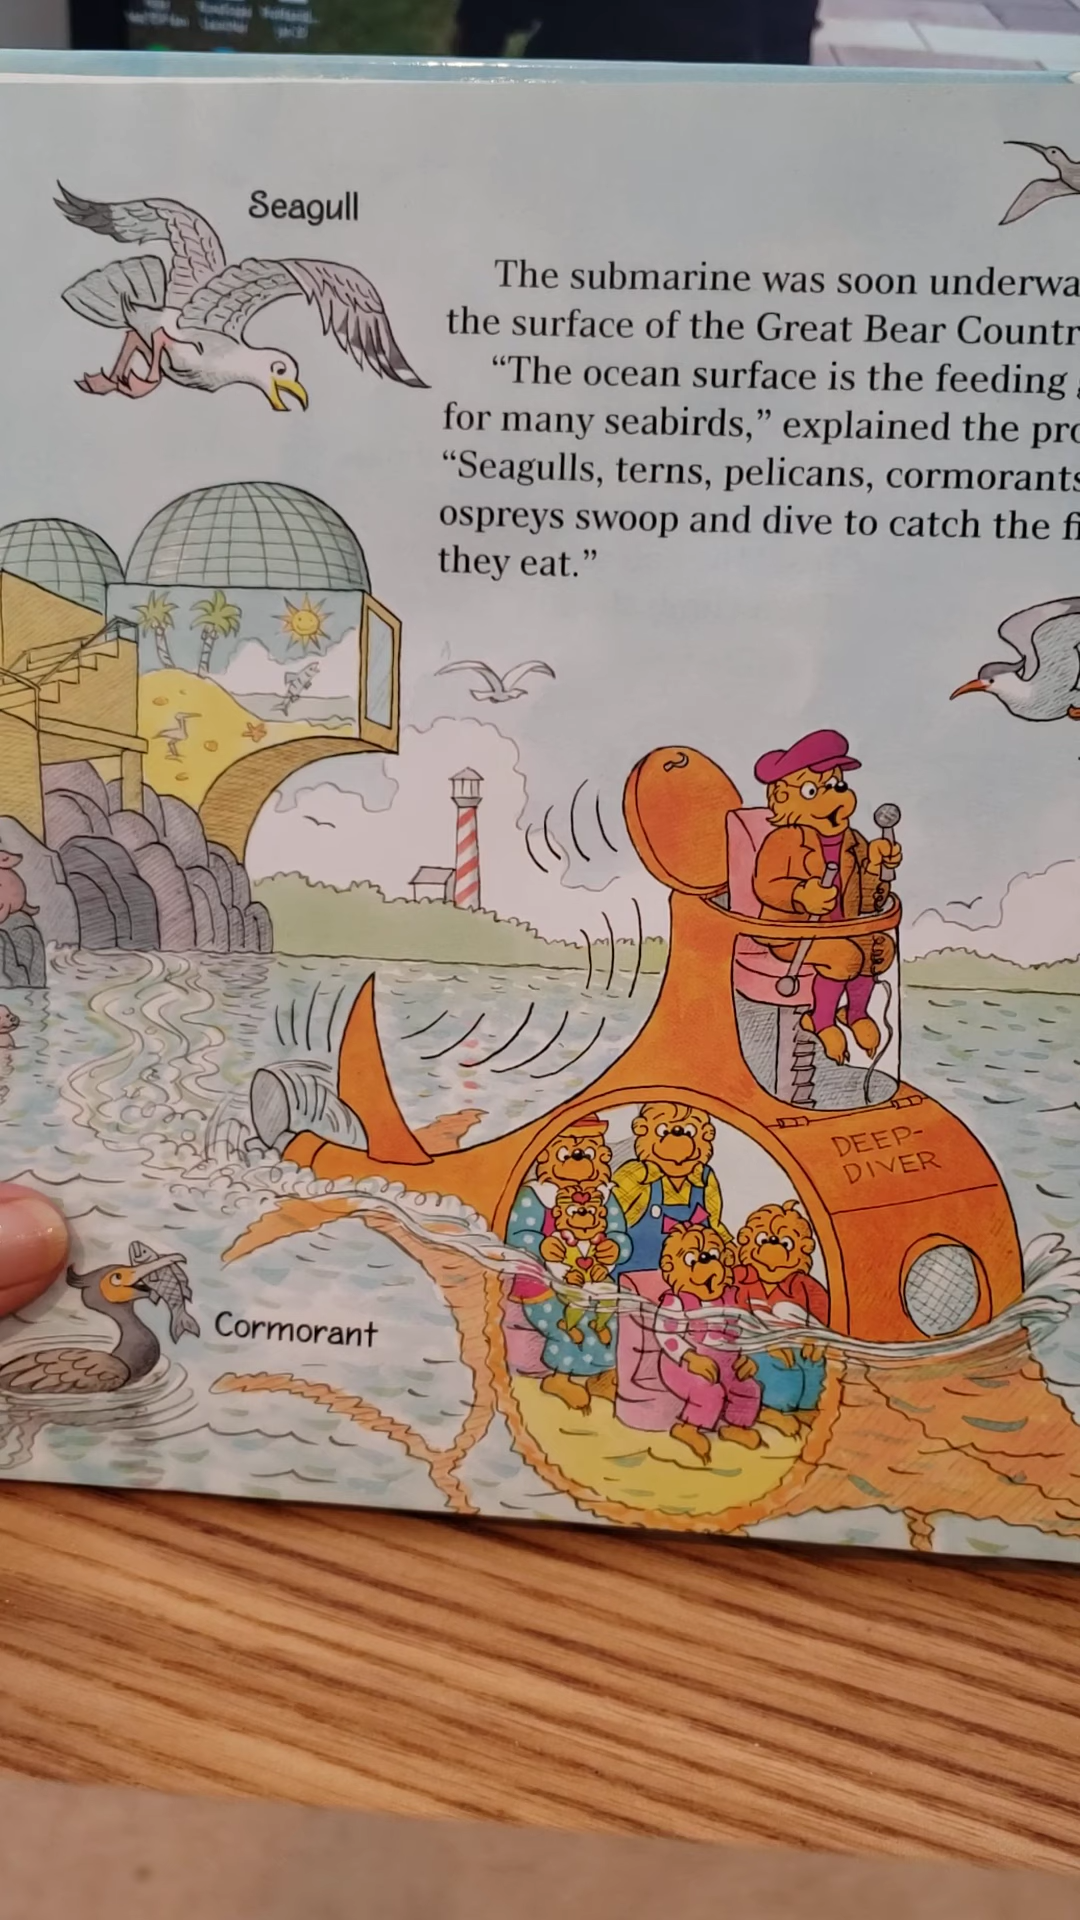 Seagull
The submarine was soon underwa
the surface of the Great Bear Countr
“The ocean surface is the feeding
for many seabirds,” explained the pro
“Seagulls, terns, pelicans, cormorants
ospreys swoop and dive to catch the fi
they eat.”
DEEP-
DIVER
Cormorant